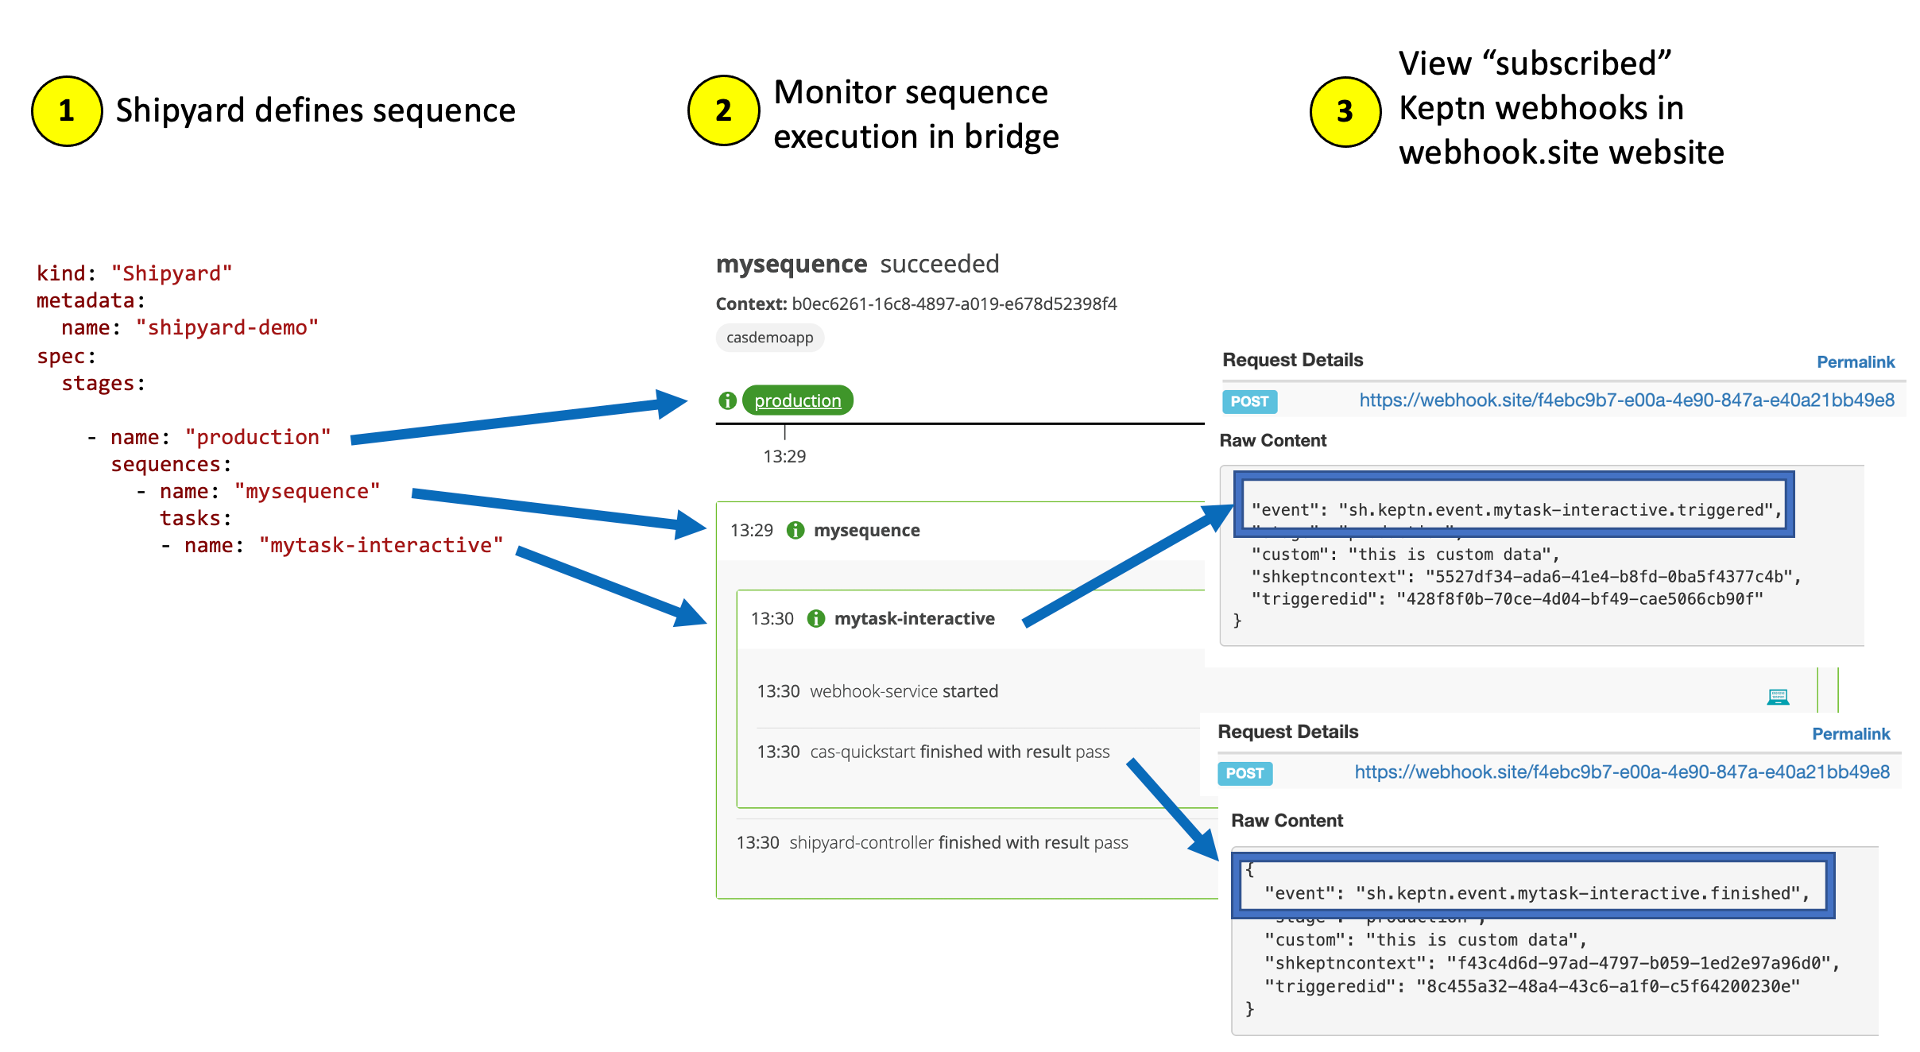 1 Shipyard defines sequence
2 Monitor sequence
execution in bridge
3 View “subscribed”
Keptn webhooks in
webhook.site website
kind: "Shipyard"
metadata:
name: "shipyard-demo"
spec:
stages:
- name: "production"
sequences:
- name: "mysequence"
tasks:
- name: "mytask-interactive"
mysequence succeeded
Context: b0ec6261-16c8-4897-a019-e678d52398f4
casdemoapp
production
13:29
13:29 mysequence
13:30 mytask-interactive
13:30 webhook-service started
13:30 cas-quickstart finished with result pass
13:30 shipyard-controller finished with result pass
Request Details Permalink
POST https://webhook.site/f4ebc9b7-e00a-4e90-847a-e40a21bb49e8
Raw Content
"event": "sh.keptn.event.mytask-interactive.triggered",
"custom": "this is custom data",
"shkeptncontext": "5527df34-ada6-41e4-b8fd-0ba5f4377c4b",
"triggeredid": "428f8f0b-70ce-4d04-bf49-cae5066cb90f"
}
Request Details Permalink
POST https://webhook.site/f4ebc9b7-e00a-4e90-847a-e40a21bb49e8
Raw Content
{
"event": "sh.keptn.event.mytask-interactive.finished",
"stage": "production",
"custom": "this is custom data",
"shkeptncontext": "f43c4d6d-97ad-4797-b059-1ed2e97a96d0",
"triggeredid": "8c455a32-48a4-43c6-a1f0-c5f64200230e"
}